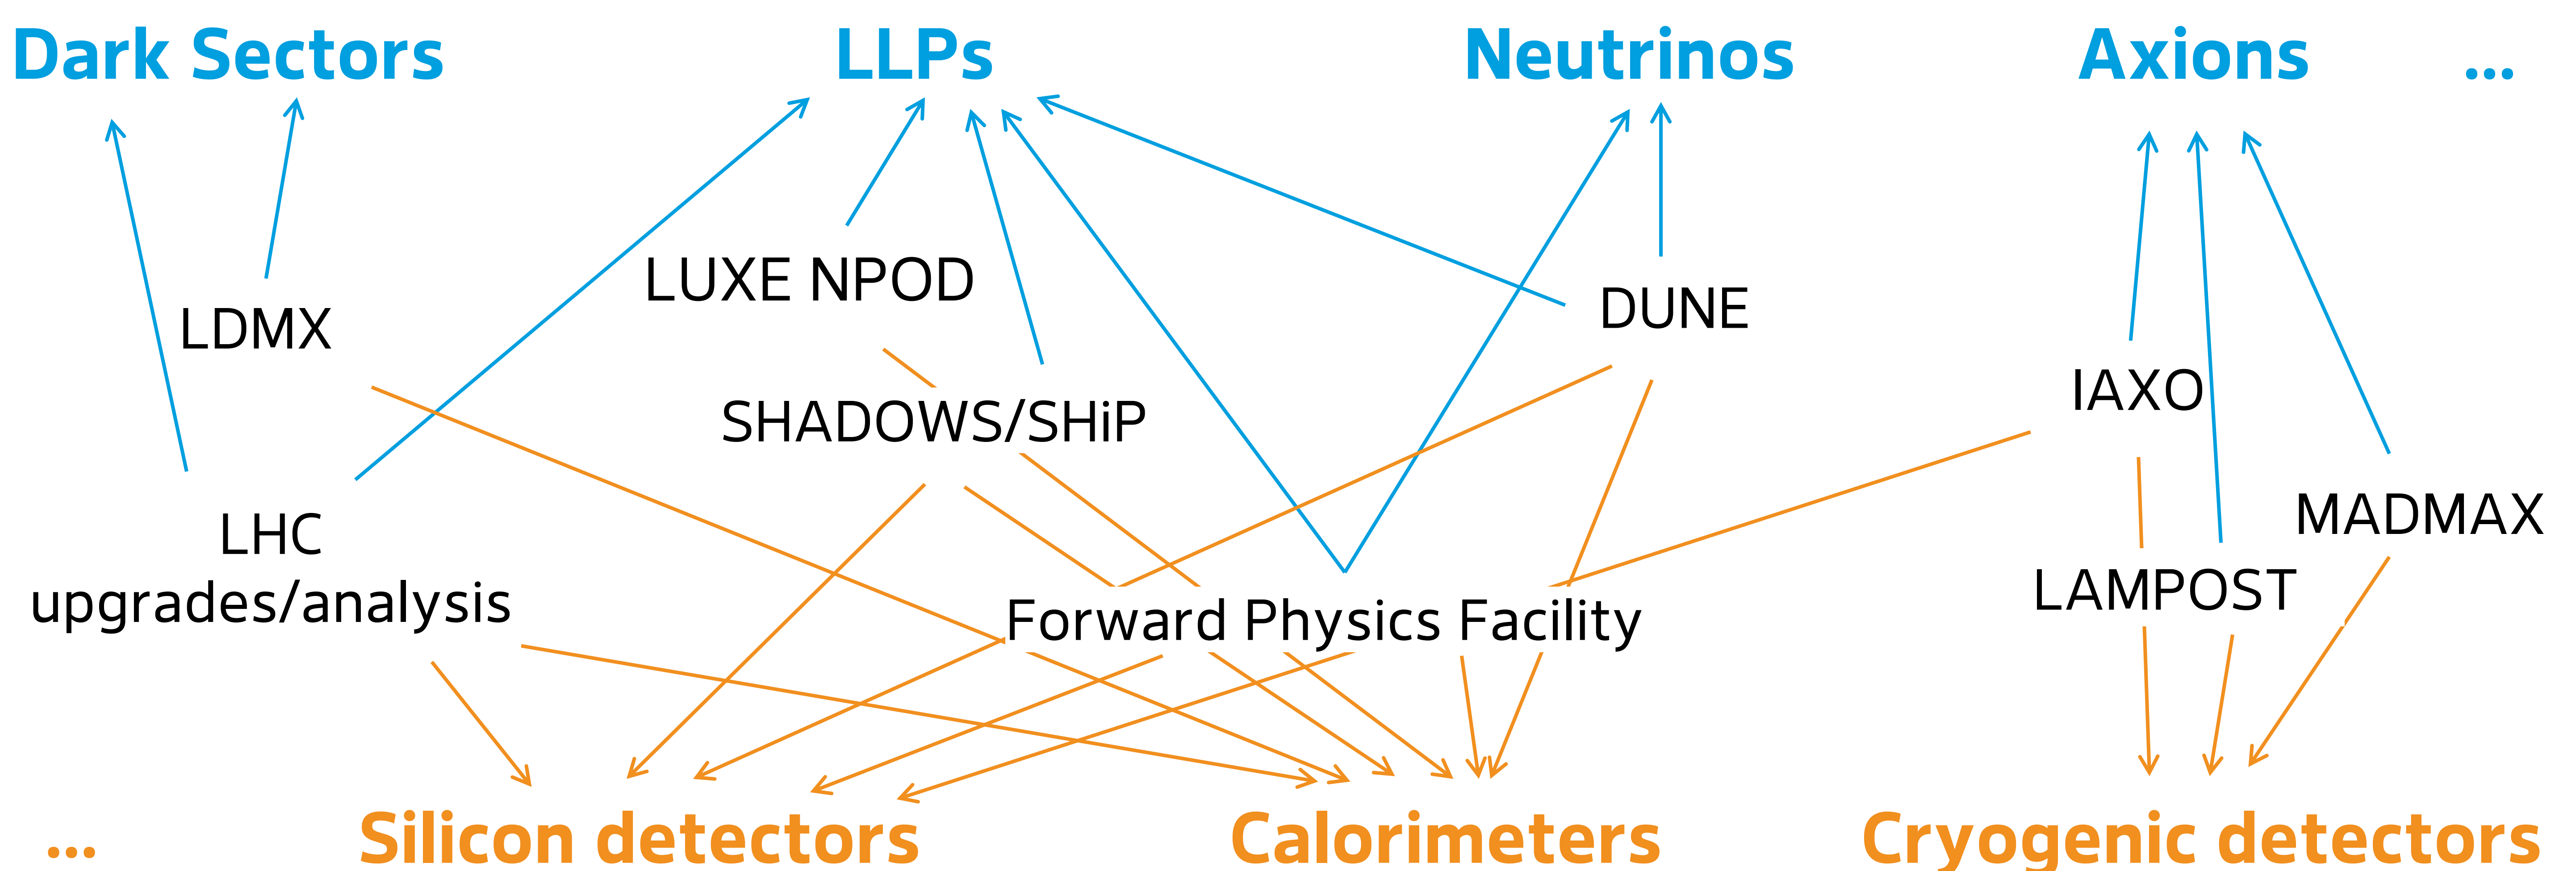 Dark Sectors
LLPs
Neutrinos
Axions
...
LUXE NPOD
DUNE
LDMX
IAXO
SHADOWS/SHiP
MADMAX
LHC
upgrades/analysis
LAMPOST
Forward Physics Facility
...
Silicon detectors
Calorimeters
Cryogenic detectors